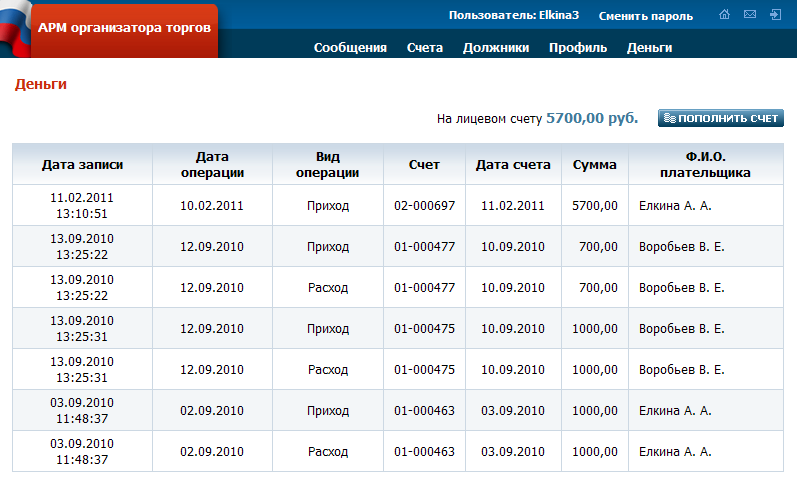 АРМ организатора торгов
Пользователь: Elkina3 Сменить пароль
Сообщения Счета Должники Профиль Деньги
Деньги
На лицевом счету 5700,00 руб. ПОПОЛНИТЬ СЧЕТ
Дата записи Дата операции Вид операции Счет Дата счета Сумма Ф.И.О. плательщика
11.02.2011 13:10:51 10.02.2011 Приход 02-000697 11.02.2011 5700,00 Елкина А. А.
13.09.2010 13:25:22 12.09.2010 Приход 01-000477 10.09.2010 700,00 Воробьев В. Е.
13.09.2010 13:25:22 12.09.2010 Расход 01-000477 10.09.2010 700,00 Воробьев В. Е.
13.09.2010 13:25:31 12.09.2010 Приход 01-000475 10.09.2010 1000,00 Воробьев В. Е.
13.09.2010 13:25:31 12.09.2010 Расход 01-000475 10.09.2010 1000,00 Воробьев В. Е.
03.09.2010 11:48:37 02.09.2010 Приход 01-000463 03.09.2010 1000,00 Елкина А. А.
03.09.2010 11:48:37 02.09.2010 Расход 01-000463 03.09.2010 1000,00 Елкина А. А.